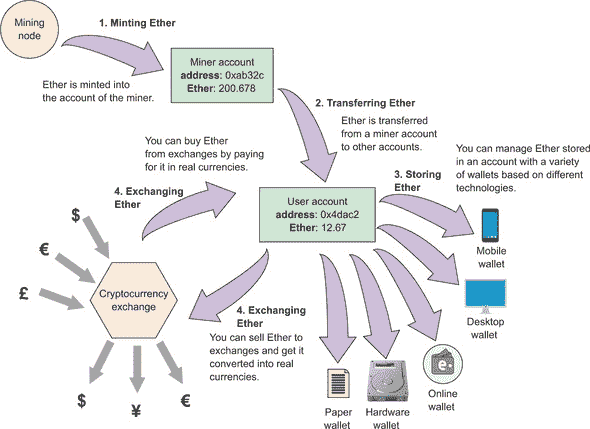 Mining
node
1. Minting Ether
Ether is minted into
the account of the miner.
Miner account
address: 0xab32c
Ether: 200.678
2. Transferring Ether
Ether is transferred
from a miner account
to other accounts.
You can buy Ether
from exchanges by paying
for it in real currencies.
4. Exchanging
Ether
User account
address: 0x4dac2
Ether: 12.67
3. Storing
Ether
You can manage Ether stored
in an account with a variety
of wallets based on different
technologies.
Mobile
wallet
Desktop
wallet
Online
wallet
e.
Hardware
wallet
Paper
wallet
4. Exchanging
Ether
You can sell Ether to
exchanges and get it
converted into real
currencies.
Cryptocurrency
exchange
$
€
£
$
¥
€